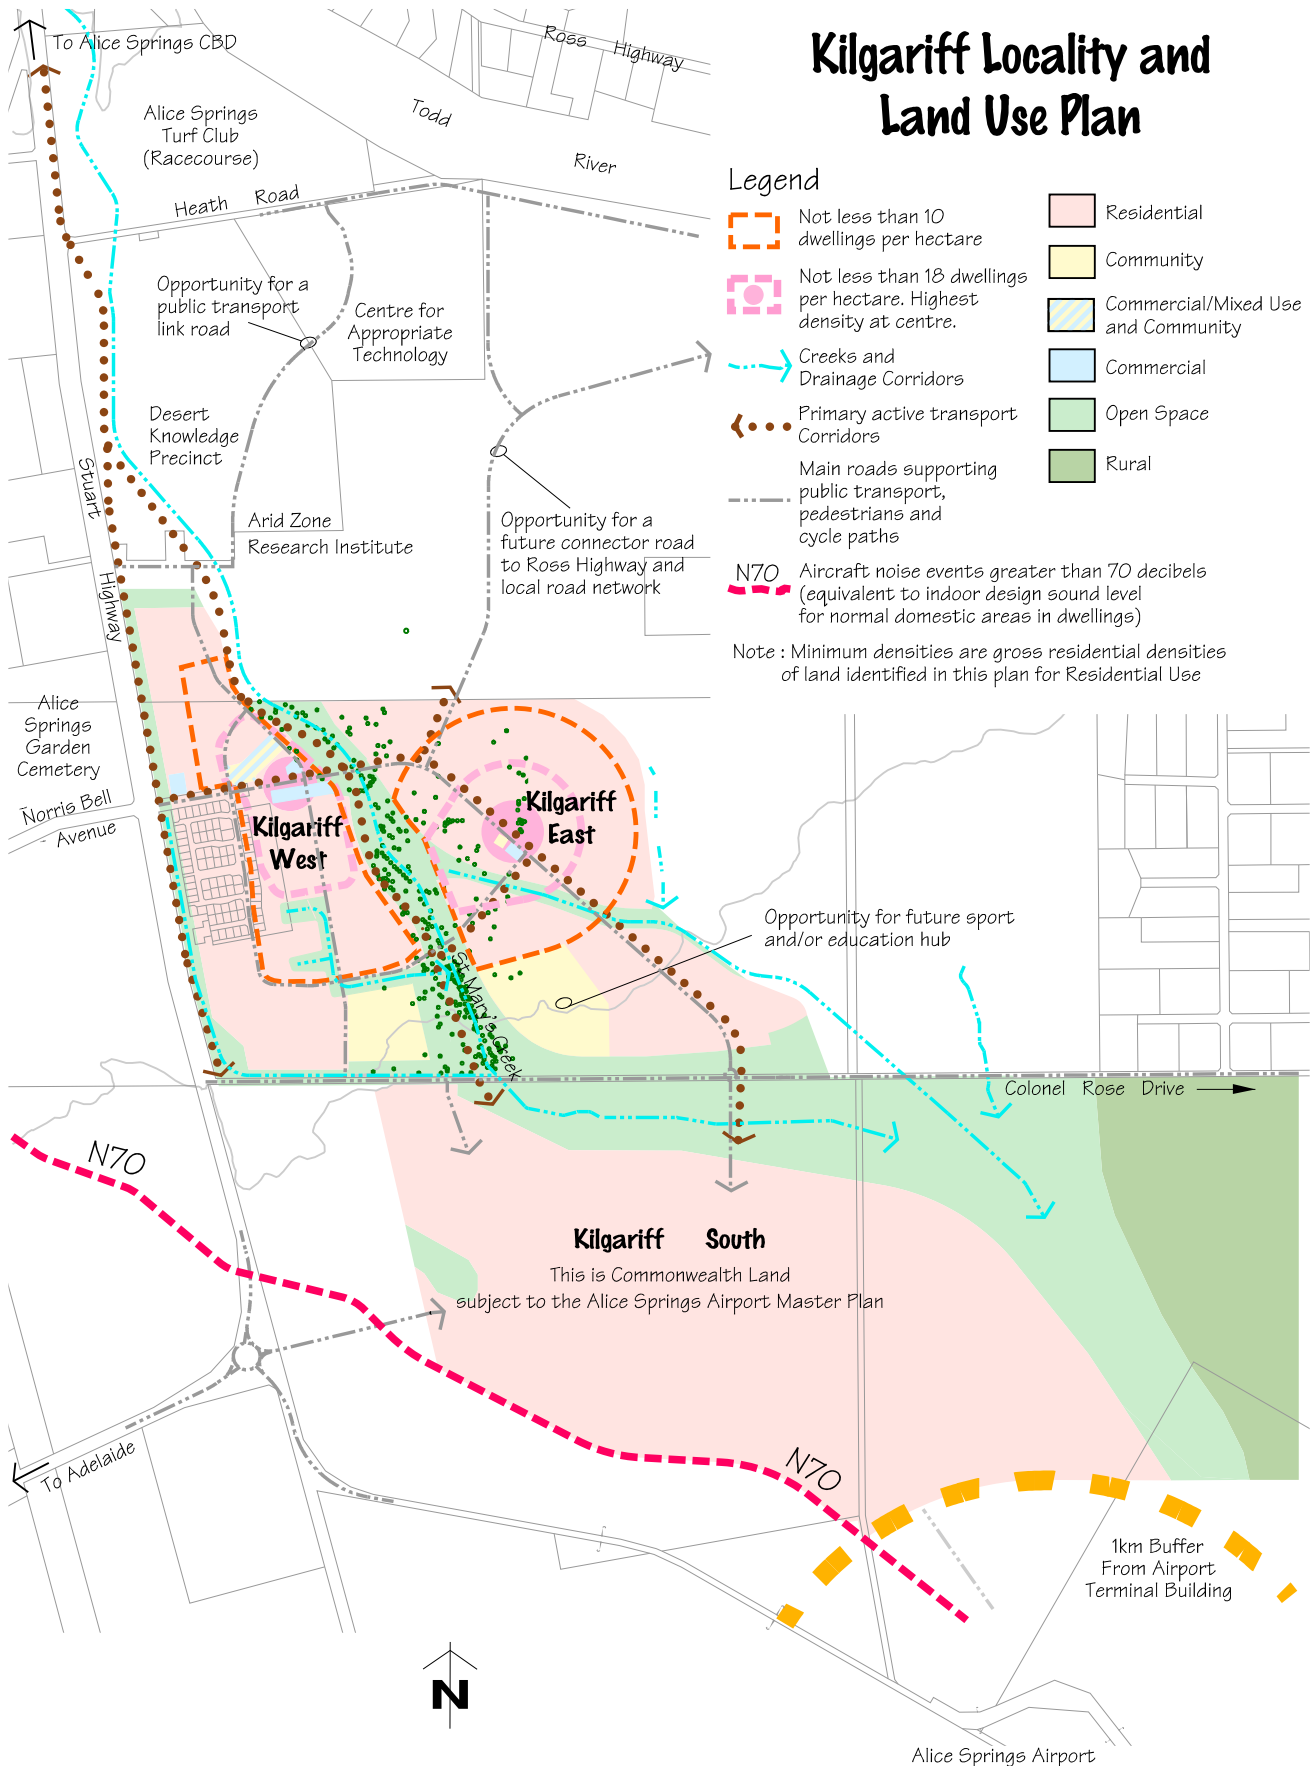 Kilgariff Locality and
Land Use Plan
To Alice Springs CBD
Ross Highway
Todd
River
Alice Springs
Turf Club
(Racecourse)
Heath Road
Opportunity for a
public transport
link road
Centre for
Appropriate
Technology
Desert
Knowledge
Precinct
Stuart
Highway
Arid Zone
Research Institute
Opportunity for a
future connector road
to Ross Highway and
local road network
Legend
Not less than 10
dwellings per hectare
Not less than 18 dwellings
per hectare. Highest
density at centre.
Creeks and
Drainage Corridors
Primary active transport
Corridors
Main roads supporting
public transport,
pedestrians and
cycle paths
Residential
Community
Commercial/Mixed Use
and Community
Commercial
Open Space
Rural
N70
Aircraft noise events greater than 70 decibels
(equivalent to indoor design sound level
for normal domestic areas in dwellings)
Note : Minimum densities are gross residential densities
of land identified in this plan for Residential Use
Alice
Springs
Garden
Cemetery
Norris Bell
Avenue
Kilgariff
West
Kilgariff
East
Opportunity for future sport
and/or education hub
St Mary's Creek
Colonel Rose Drive
N70
Kilgariff South
This is Commonwealth Land
subject to the Alice Springs Airport Master Plan
To Adelaide
N70
1km Buffer
From Airport
Terminal Building
N
Alice Springs Airport